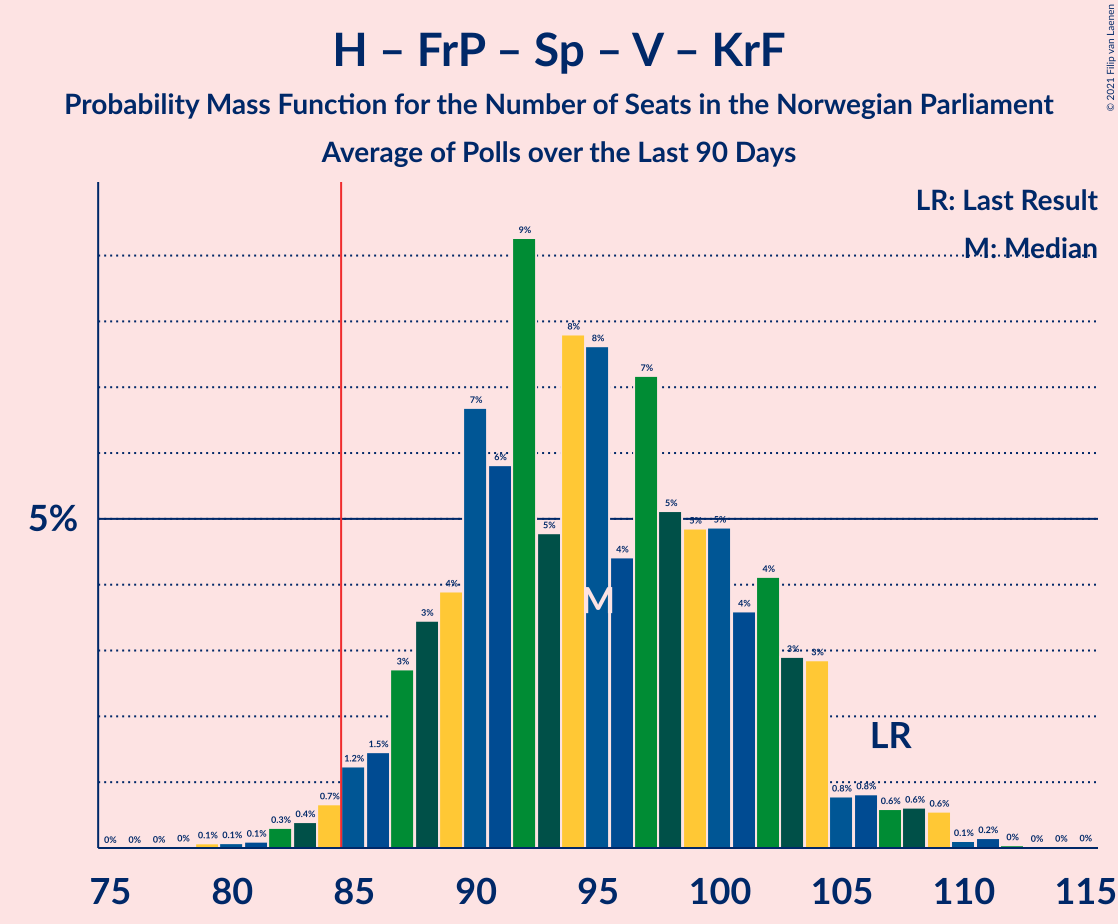 H – FrP – Sp – V – KrF
Probability Mass Function for the Number of Seats in the Norwegian Parliament
Average of Polls over the Last 90 Days
© 2021 Filip van Laenen
LR: Last Result
M: Median
5%
0% 0% 0% 0% 0.1% 0.1% 0.1% 0.3% 0.4% 0.7% 1.2% 1.5% 3% 3% 4% 7% 6% 9% 5% 8% 8% 4% 7% 5% 5% 5% 4% 4% 3% 3% 0.8% 0.8% 0.6% 0.6% 0.6% 0.1% 0.2% 0% 0% 0% 0%
M
LR
75 80 85 90 95 100 105 110 115